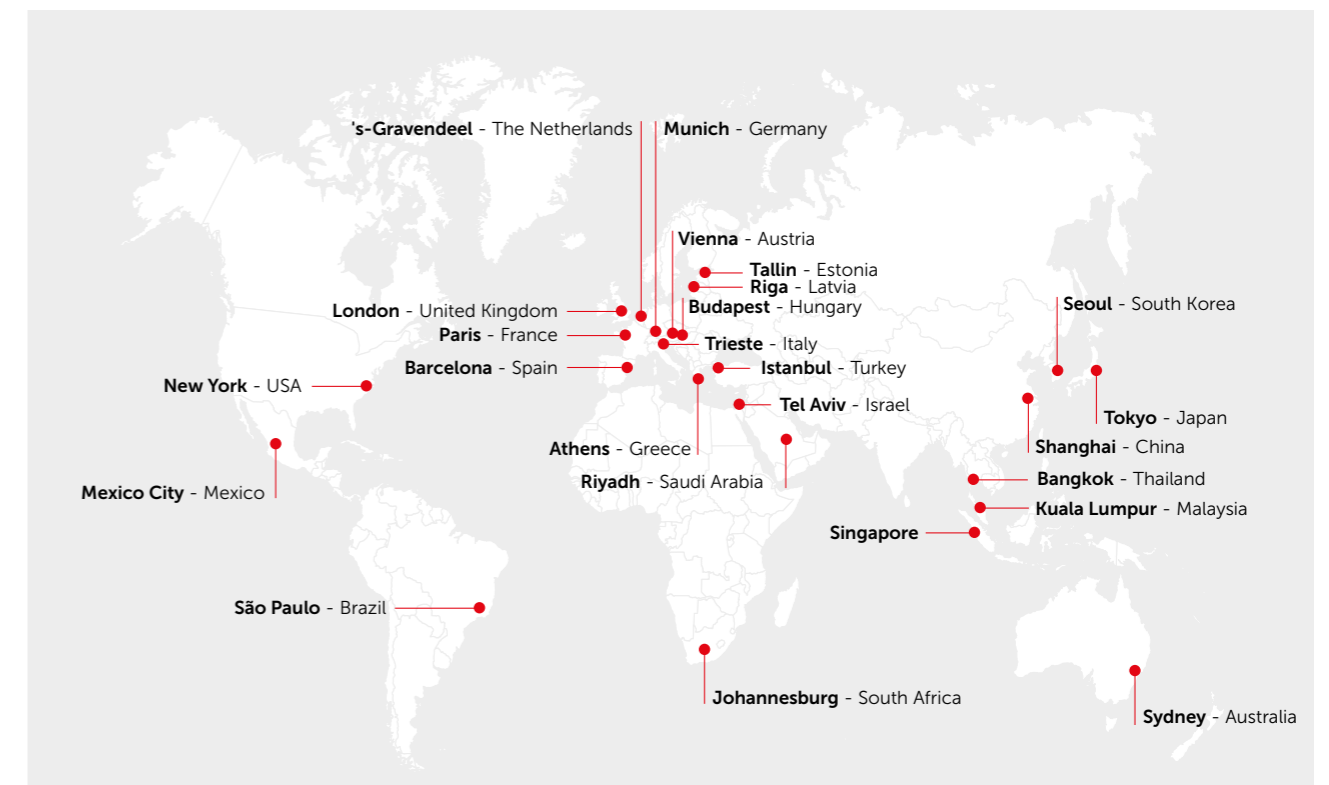 's-Gravendeel - The Netherlands
Munich - Germany
Vienna - Austria
Tallin - Estonia
Riga - Latvia
Budapest - Hungary
London - United Kingdom
Seoul - South Korea
Paris - France
Trieste - Italy
Barcelona - Spain
Istanbul - Turkey
New York - USA
Tel Aviv - Israel
Tokyo - Japan
Athens - Greece
Shanghai - China
Riyadh - Saudi Arabia
Bangkok - Thailand
Mexico City - Mexico
Kuala Lumpur - Malaysia
Singapore
São Paulo - Brazil
Johannesburg - South Africa
Sydney - Australia